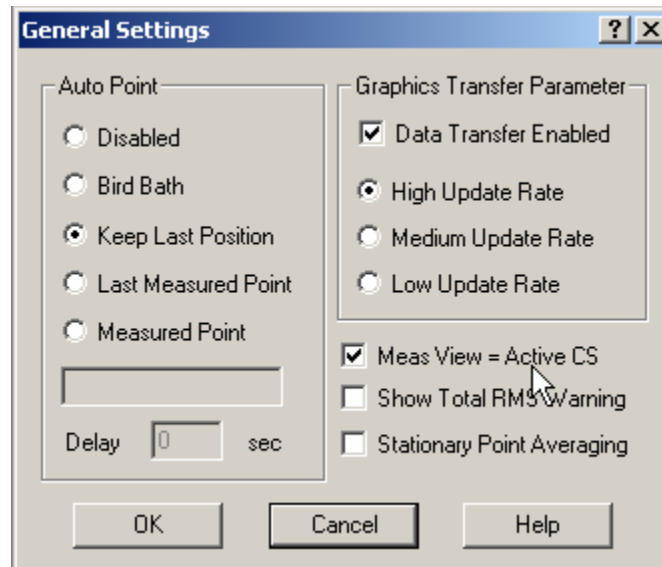 General Settings
Auto Point
Disabled
Bird Bath
Keep Last Position
Last Measured Point
Measured Point
Delay 0 sec
Graphics Transfer Parameter
Data Transfer Enabled
High Update Rate
Medium Update Rate
Low Update Rate
Meas View = Active CS
Show Total RMS Warning
Stationary Point Averaging
OK Cancel Help